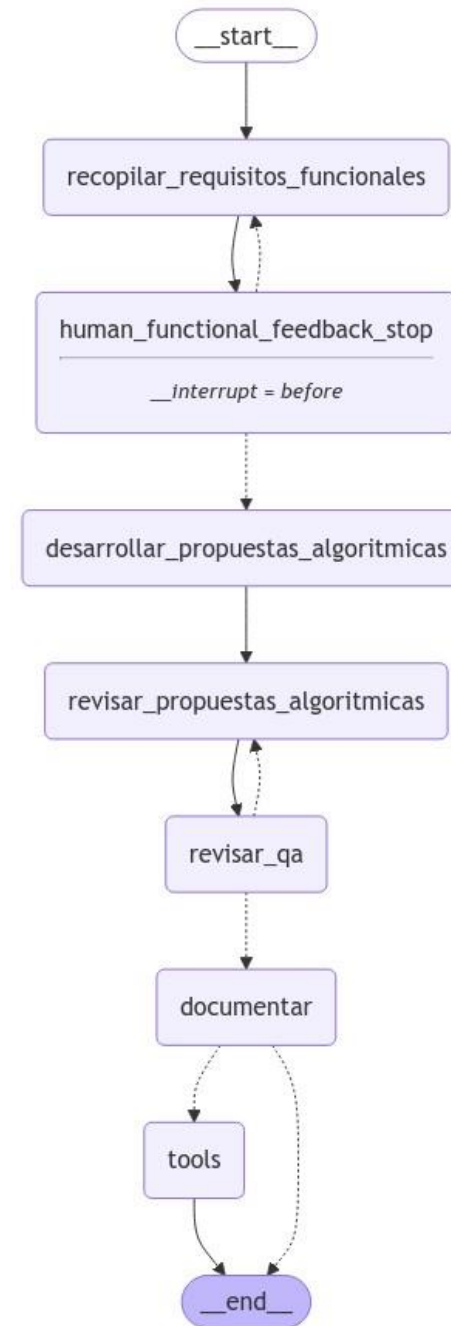 __start__
recopilar_requisitos_funcionales
human_functional_feedback_stop
__interrupt = before
desarrollar_propuestas_algoritmicas
revisar_propuestas_algoritmicas
revisar_qa
documentar
tools
__end__